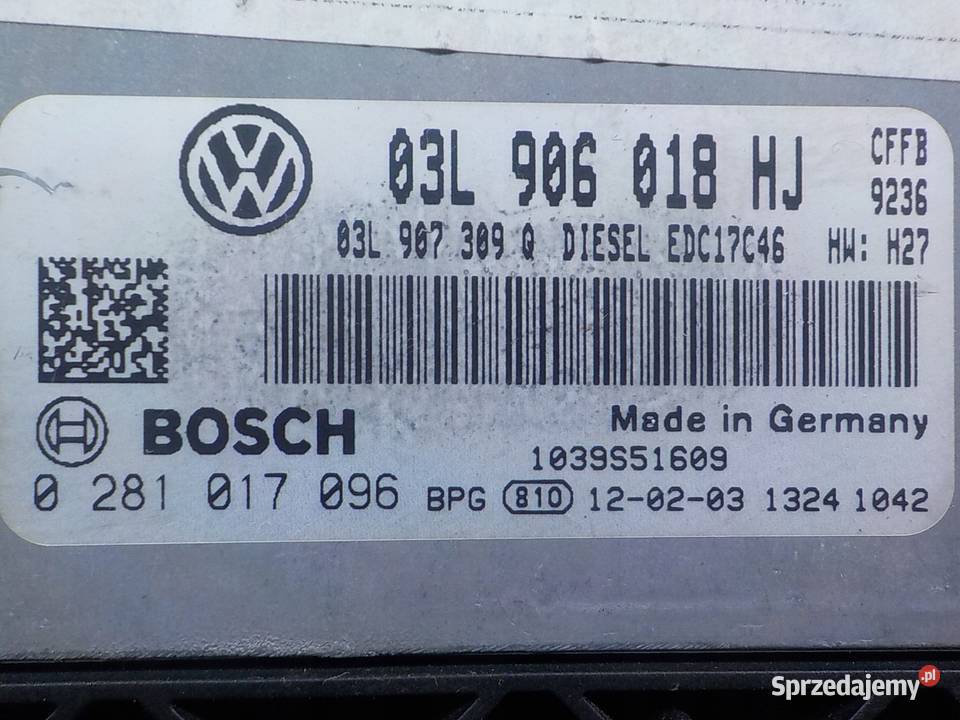 03L 906 018 HJ
CFFB
9236
03L 907 309 Q DIESEL EDC17C46 HW: H27
BOSCH
Made in Germany
1039S51609
0 281 017 096 BPG 810 12-02-03 1324 1042
Sprzedajemy.pl